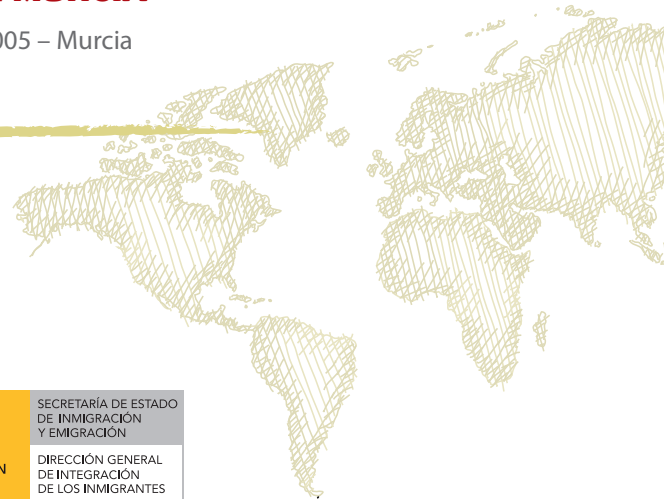 005 – Murcia
SECRETARÍA DE ESTADO
DE INMIGRACIÓN
Y EMIGRACIÓN
N
DIRECCIÓN GENERAL
DE INTEGRACIÓN
DE LOS INMIGRANTES